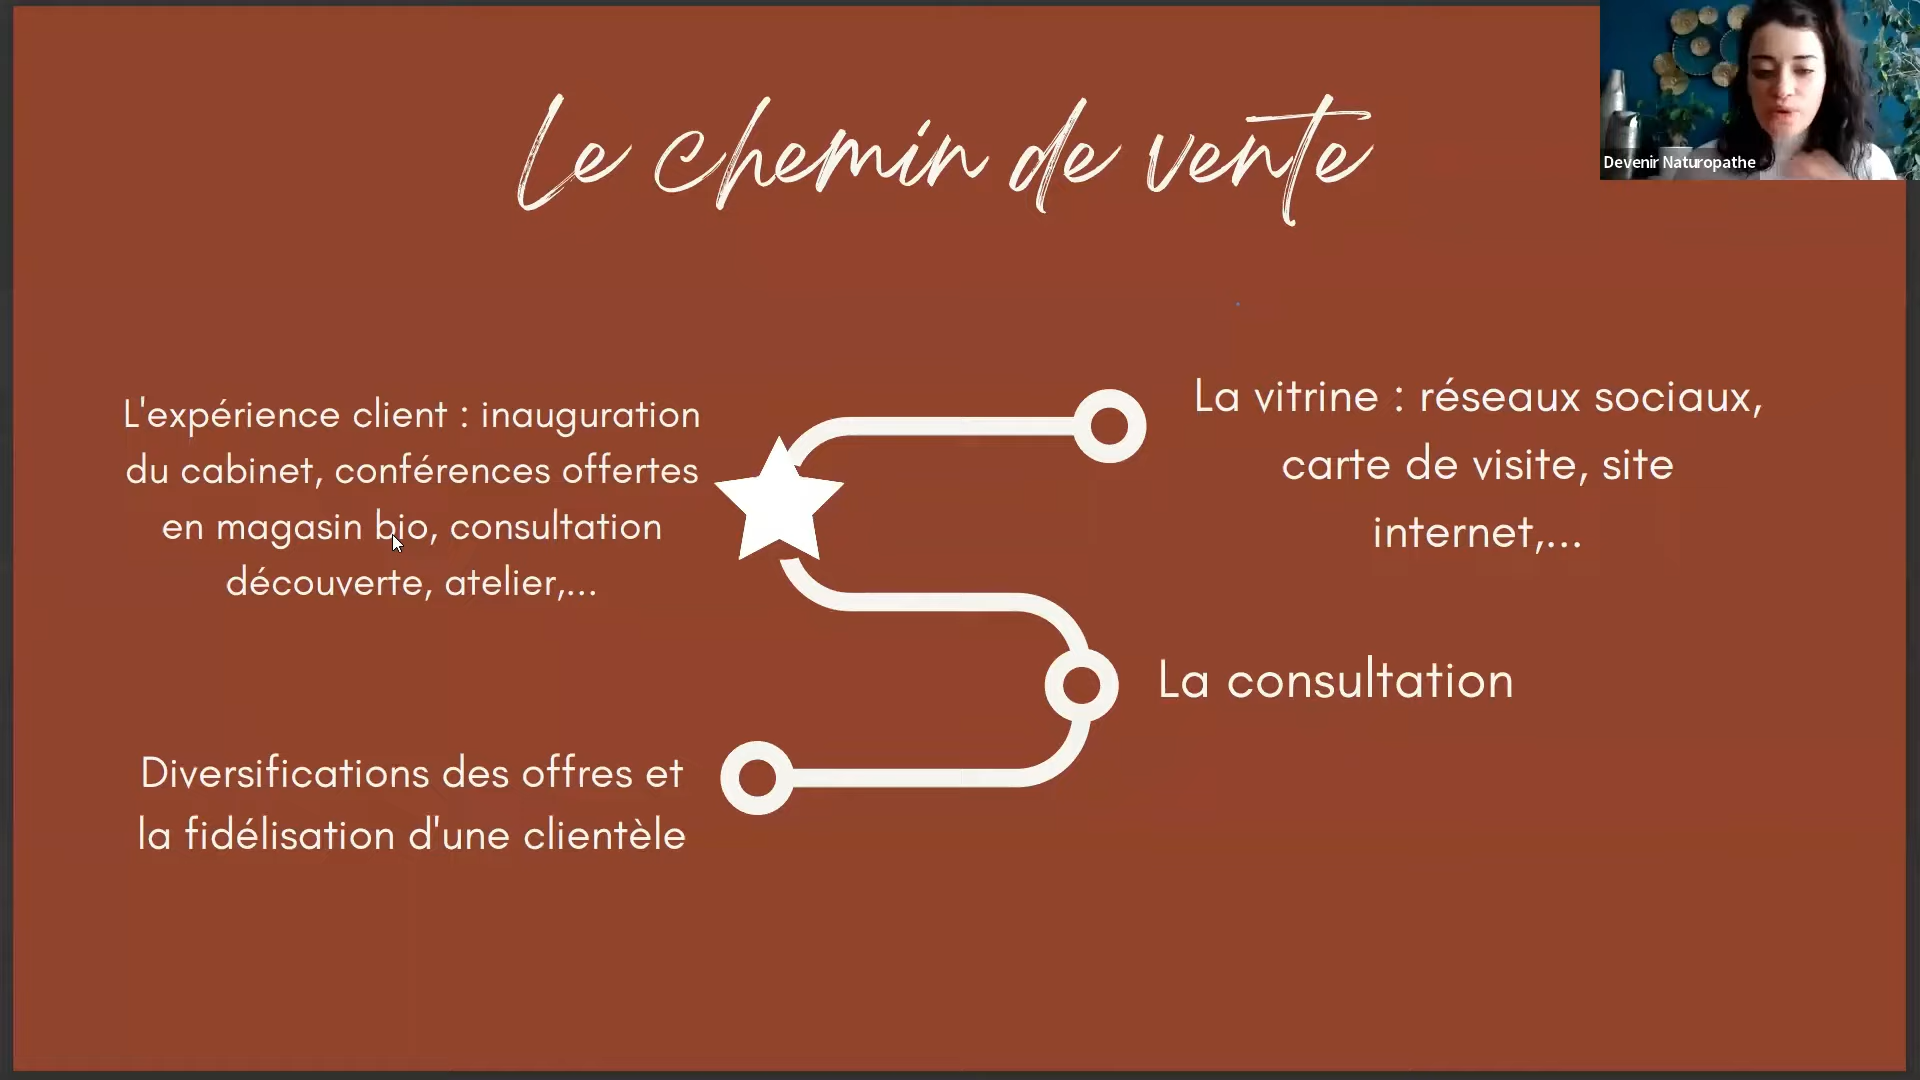 Le chemin de vente
Devenir Naturopathe
La vitrine : réseaux sociaux,
carte de visite, site
internet,...
L'expérience client : inauguration
du cabinet, conférences offertes
en magasin bio, consultation
découverte, atelier,...
La consultation
Diversifications des offres et
la fidélisation d'une clientèle